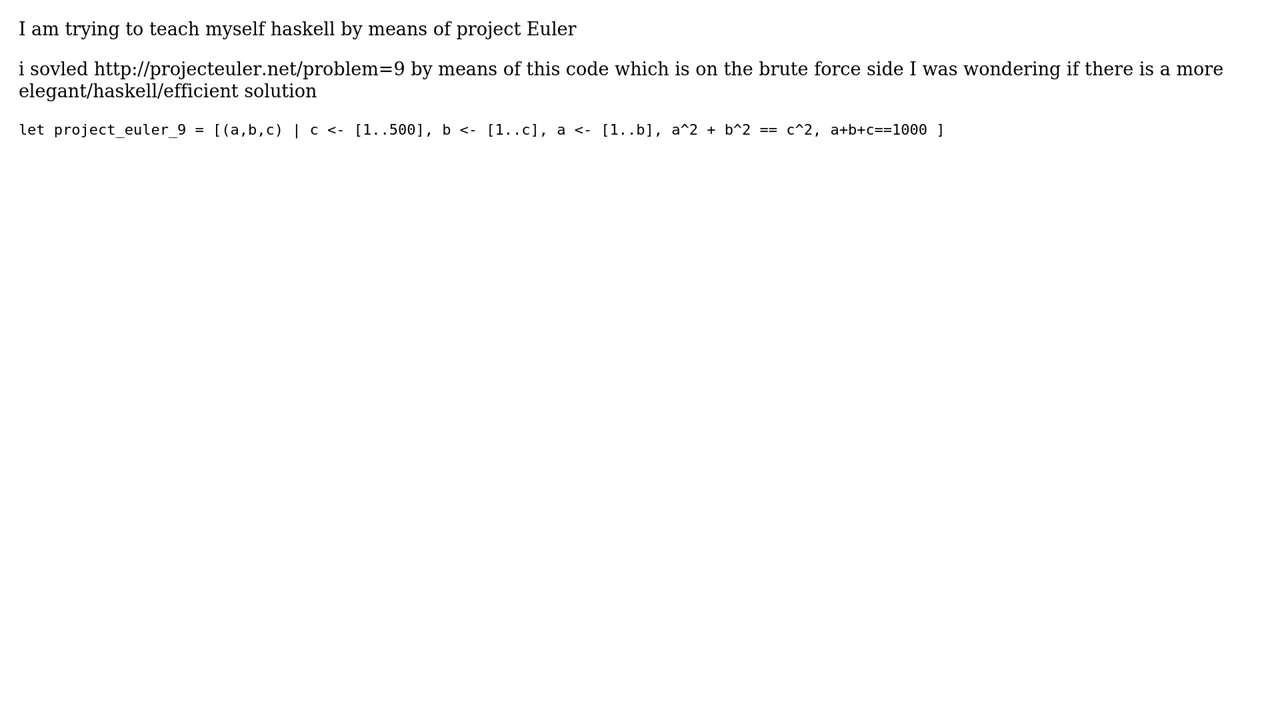 I am trying to teach myself haskell by means of project Euler
i sovled http://projecteuler.net/problem=9 by means of this code which is on the brute force side I was wondering if there is a more
elegant/haskell/efficient solution
let project_euler_9 = [(a,b,c) | c <- [1..500], b <- [1..c], a <- [1..b], a^2 + b^2 == c^2, a+b+c==1000 ]